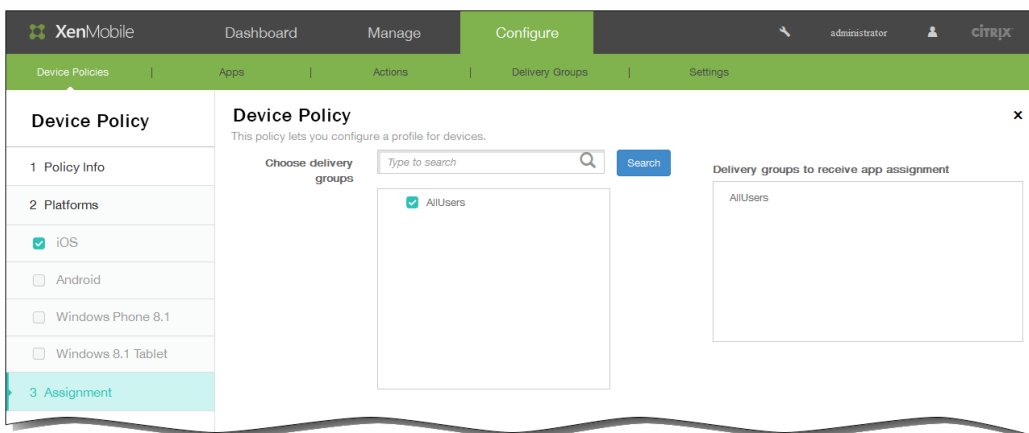 XenMobile Dashboard Manage Configure administrator CİTRIX
Device Policies | Apps | Actions | Delivery Groups | Settings
Device Policy
1 Policy Info
2 Platforms
iOS
Android
Windows Phone 8.1
Windows 8.1 Tablet
3 Assignment
Device Policy x
This policy lets you configure a profile for devices.
Choose delivery
groups
Type to search
Search
AllUsers
Delivery groups to receive app assignment
AllUsers